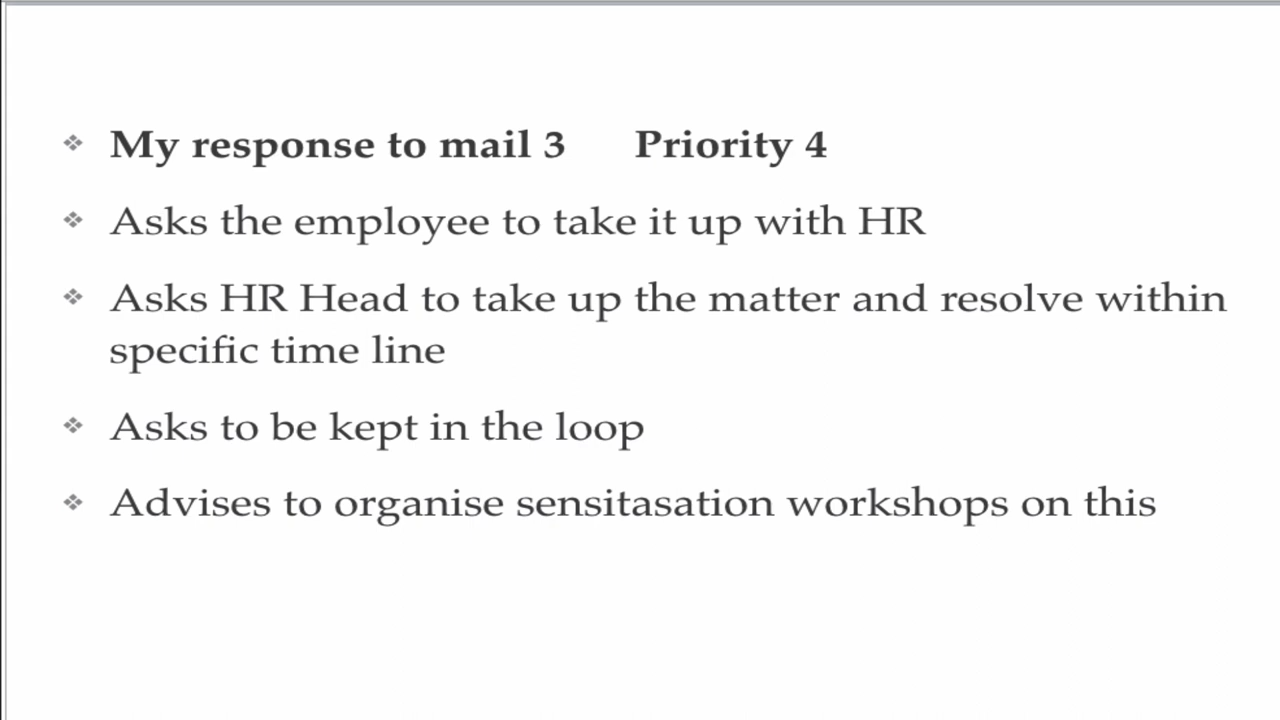 ❖ My response to mail 3 Priority 4
❖ Asks the employee to take it up with HR
❖ Asks HR Head to take up the matter and resolve within
specific time line
❖ Asks to be kept in the loop
❖ Advises to organise sensitasation workshops on this